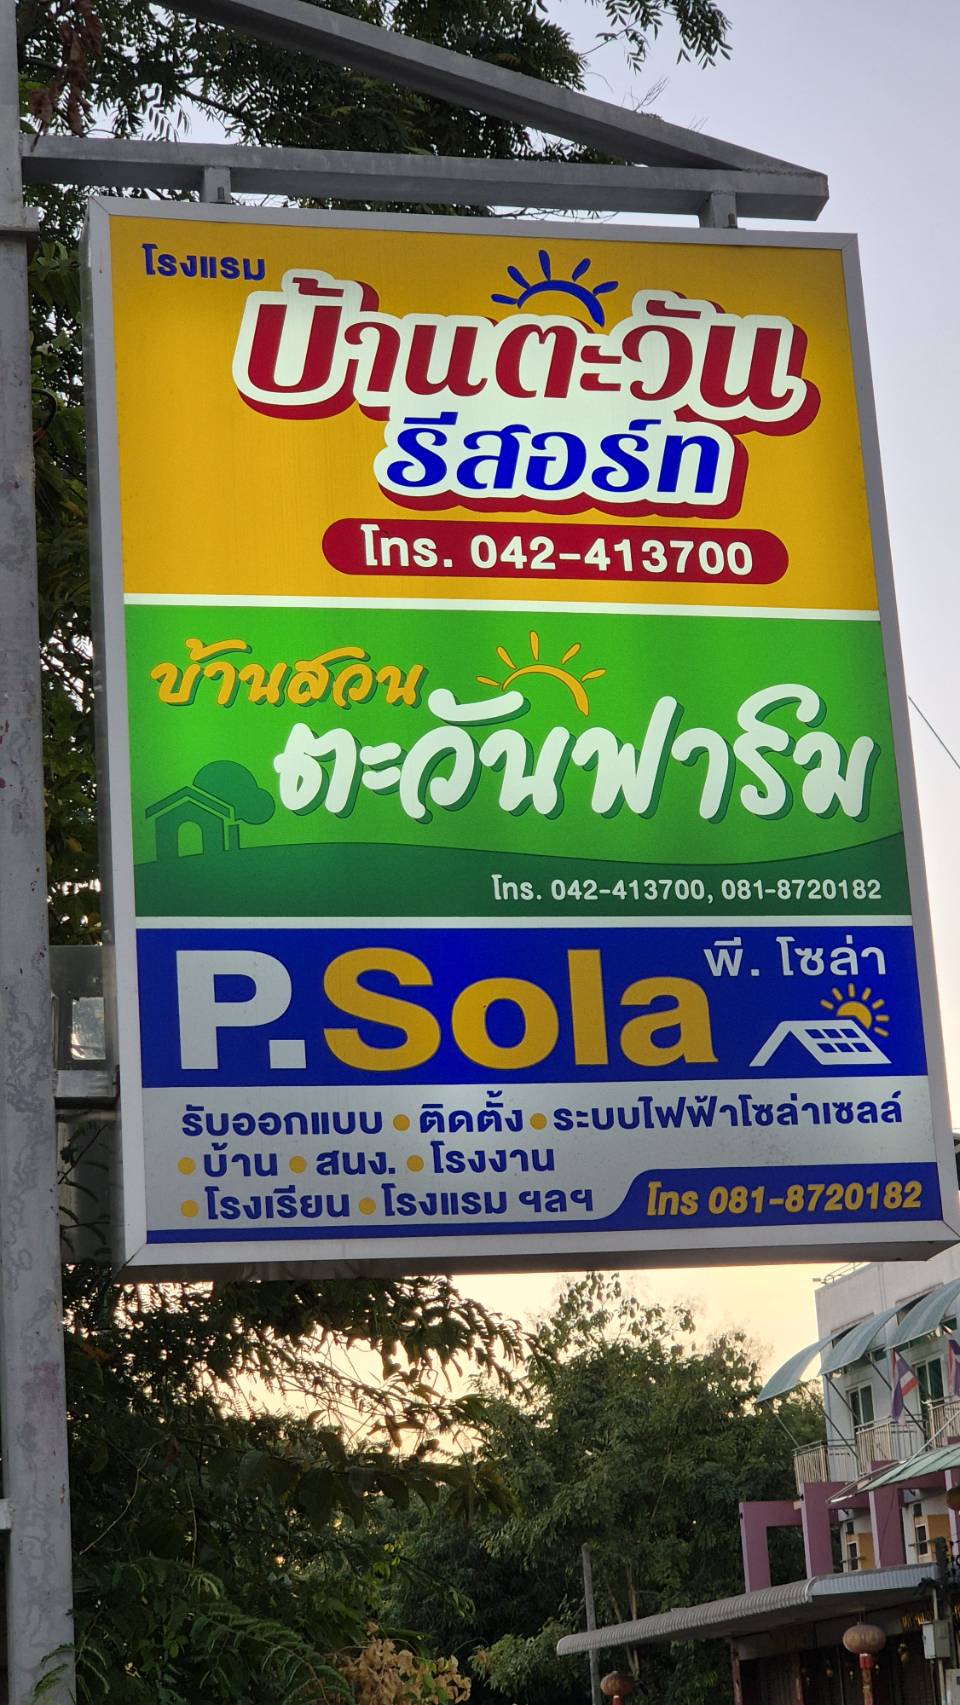 โรงแรม
บ้านตะวัน
รีสอร์ท
โทร. 042-413700
บ้านสวน
ตะวันฟาร์ม
โทร. 042-413700, 081-8720182
P.Sola พี. โซล่า
รับออกแบบ • ติดตั้ง • ระบบไฟฟ้าโซล่าเซลล์
• บ้าน • สนง. • โรงงาน
• โรงเรียน • โรงแรม ฯลฯ
โทร 081-8720182